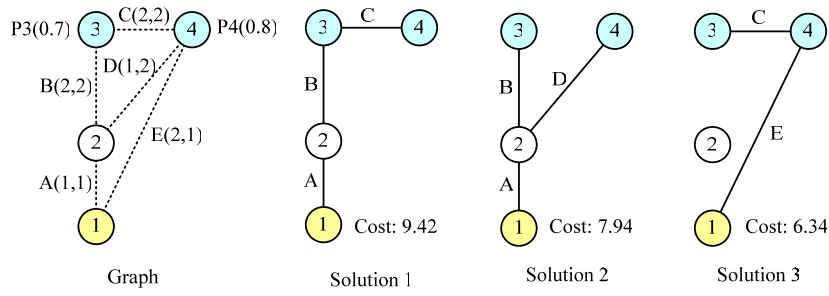 P3(0.7) 3 C(2,2) 4 P4(0.8)
D(1,2)
B(2,2)
2
E(2,1)
A(1,1)
1
Graph
3 C 4
B
2
A
1 Cost: 9.42
Solution 1
3 4
B D
2
A
1 Cost: 7.94
Solution 2
3 C 4
2 E
1 Cost: 6.34
Solution 3